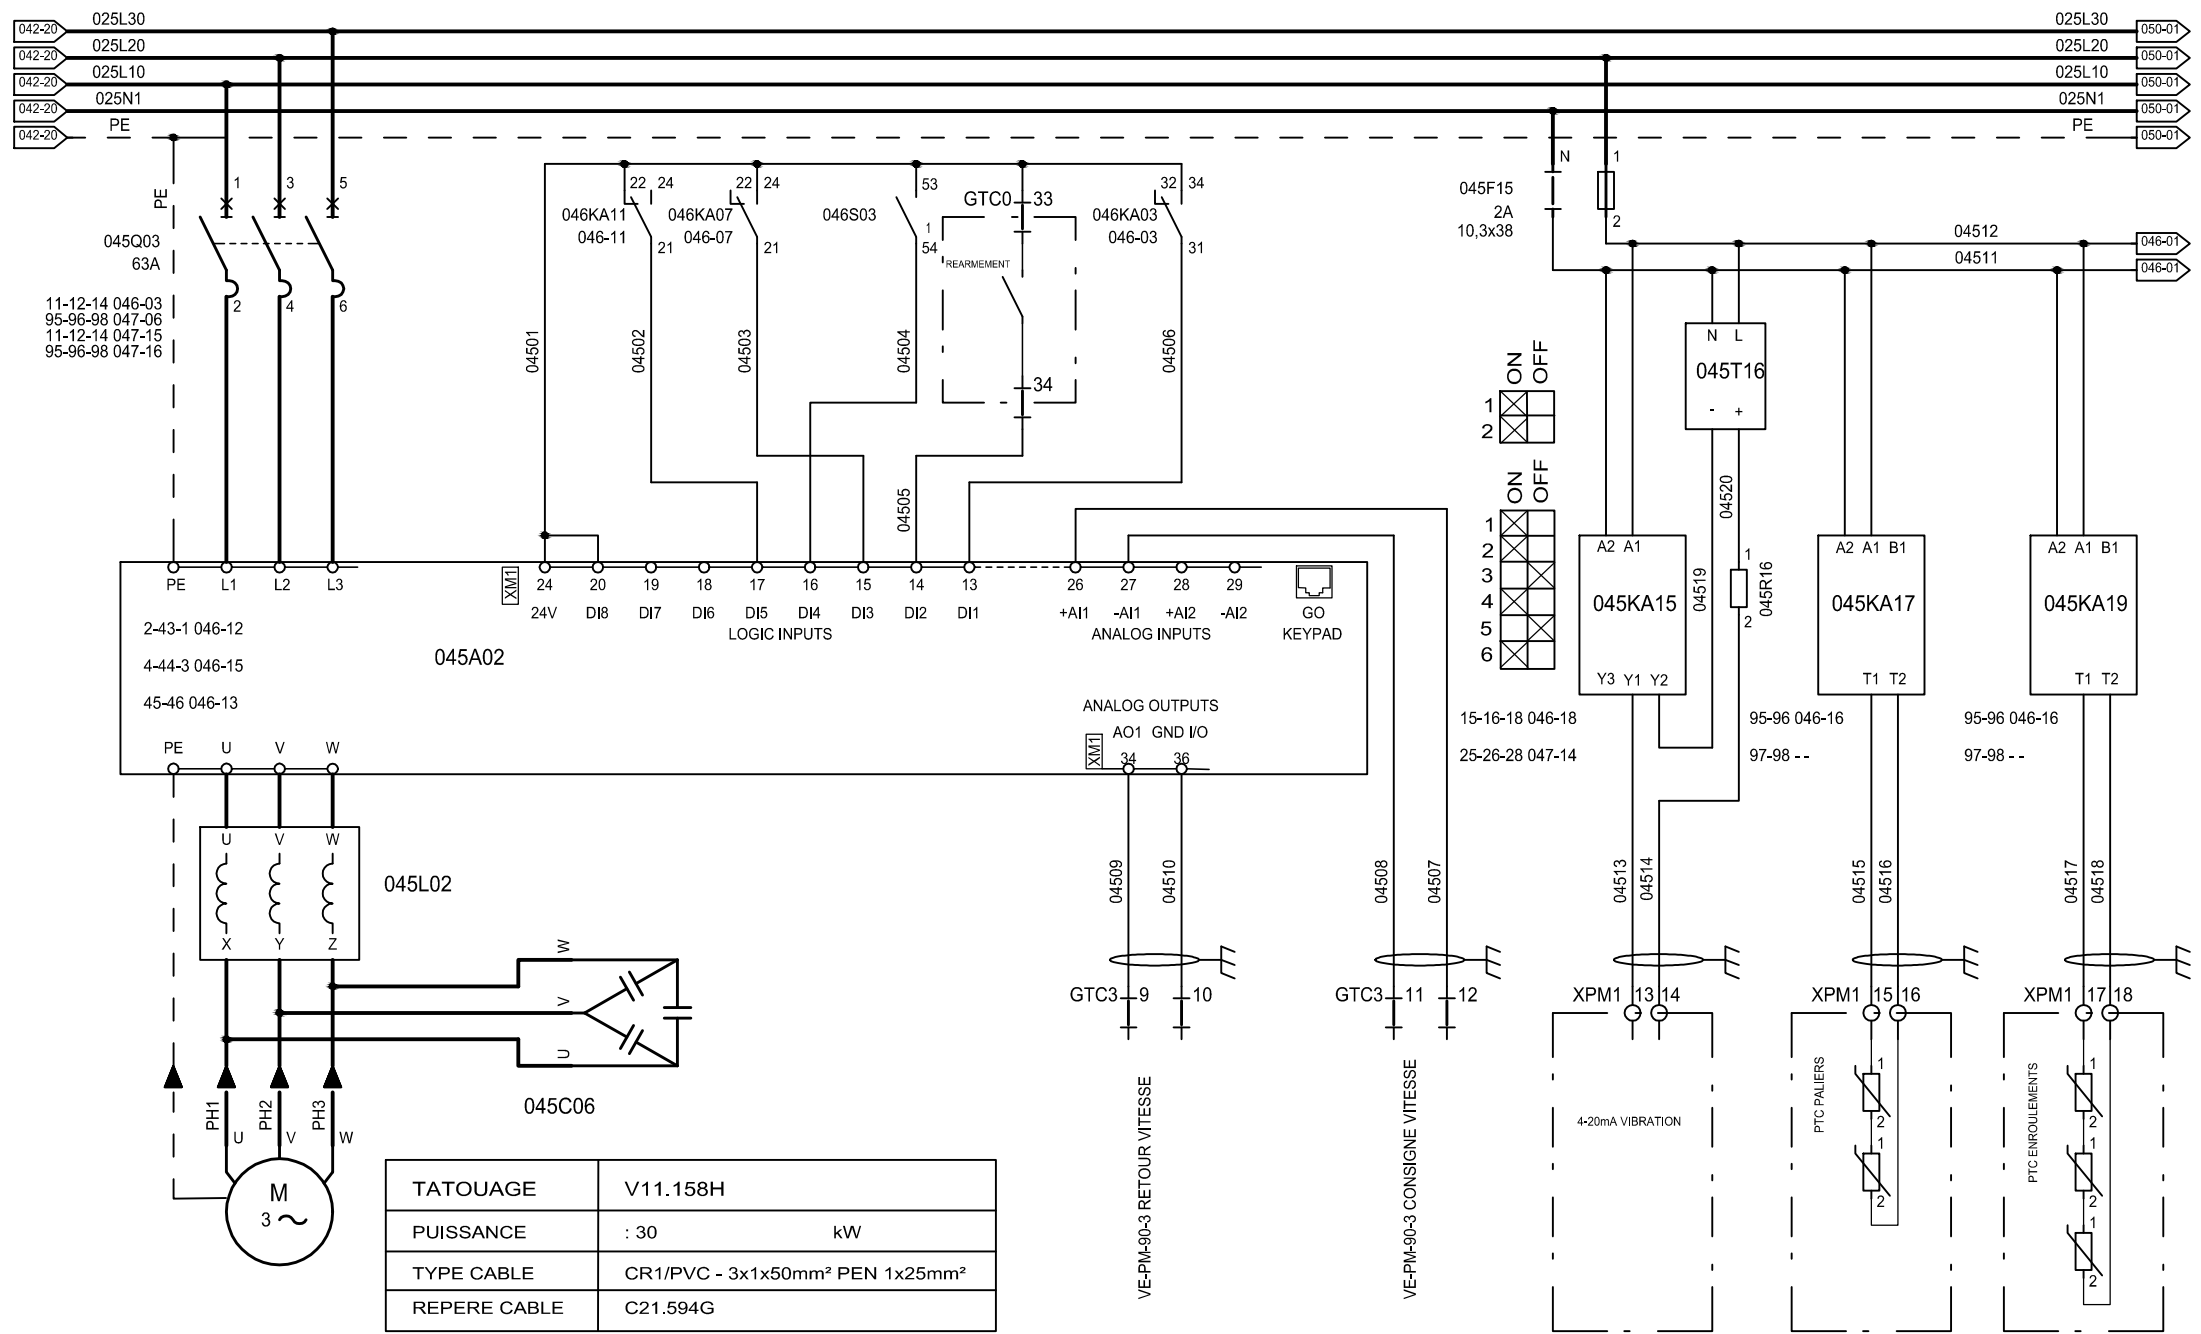 042-20 025L30 025L30 050-01
042-20 025L20 025L20 050-01
042-20 025L10 025L10 050-01
042-20 025N1 025N1 050-01
042-20 PE PE 050-01
PE
1 3 5
045Q03
63A
2 4 6
11-12-14 046-03
95-96-98 047-06
11-12-14 047-15
95-96-98 047-16
22 24
046KA11
046-11
21
22 24
046KA07
046-07
21
53
046S03
1
54
GTC0 33
REARMEMENT
34
32 34
046KA03
046-03
31
04501
04502
04503
04504
04505
04506
N 1
045F15
2A
10,3x38
2
04512 046-01
04511 046-01
N L
045T16
- +
ON OFF
1
2
ON OFF
1
2
3
4
5
6
04519
04520
1
045R16
2
PE L1 L2 L3
XM1
24 20 19 18 17 16 15 14 13 26 27 28 29
24V DI8 DI7 DI6 DI5 DI4 DI3 DI2 DI1 +AI1 -AI1 +AI2 -AI2 GO
LOGIC INPUTS ANALOG INPUTS KEYPAD
2-43-1 046-12
4-44-3 046-15
45-46 046-13
045A02
ANALOG OUTPUTS
AO1 GND I/O
XM1
34 36
PE U V W
A2 A1
045KA15
Y3 Y1 Y2
15-16-18 046-18
25-26-28 047-14
A2 A1 B1
045KA17
T1 T2
95-96 046-16
97-98 - -
A2 A1 B1
045KA19
T1 T2
95-96 046-16
97-98 - -
U V W
045L02
X Y Z
W
V
U
045C06
PH1 PH2 PH3
U V W
M
3
04509
04510
04508
04507
04513
04514
04515
04516
04517
04518
GTC3 9 10
GTC3 11 12
XPM1 13 14
XPM1 15 16
XPM1 17 18
VE-PM-90-3 RETOUR VITESSE
VE-PM-90-3 CONSIGNE VITESSE
4-20mA VIBRATION
PTC PALIERS
1
2
1
2
PTC ENROULEMENTS
1
2
1
2
1
2
TATOUAGE V11.158H
PUISSANCE : 30 kW
TYPE CABLE CR1/PVC - 3x1x50mm² PEN 1x25mm²
REPERE CABLE C21.594G